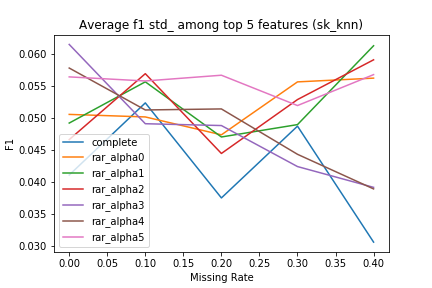 Average f1 std_ among top 5 features (sk_knn)
F1
0.060
0.055
0.050
0.045
0.040
0.035
0.030
complete
rar_alpha0
rar_alpha1
rar_alpha2
rar_alpha3
rar_alpha4
rar_alpha5
0.00 0.05 0.10 0.15 0.20 0.25 0.30 0.35 0.40
Missing Rate